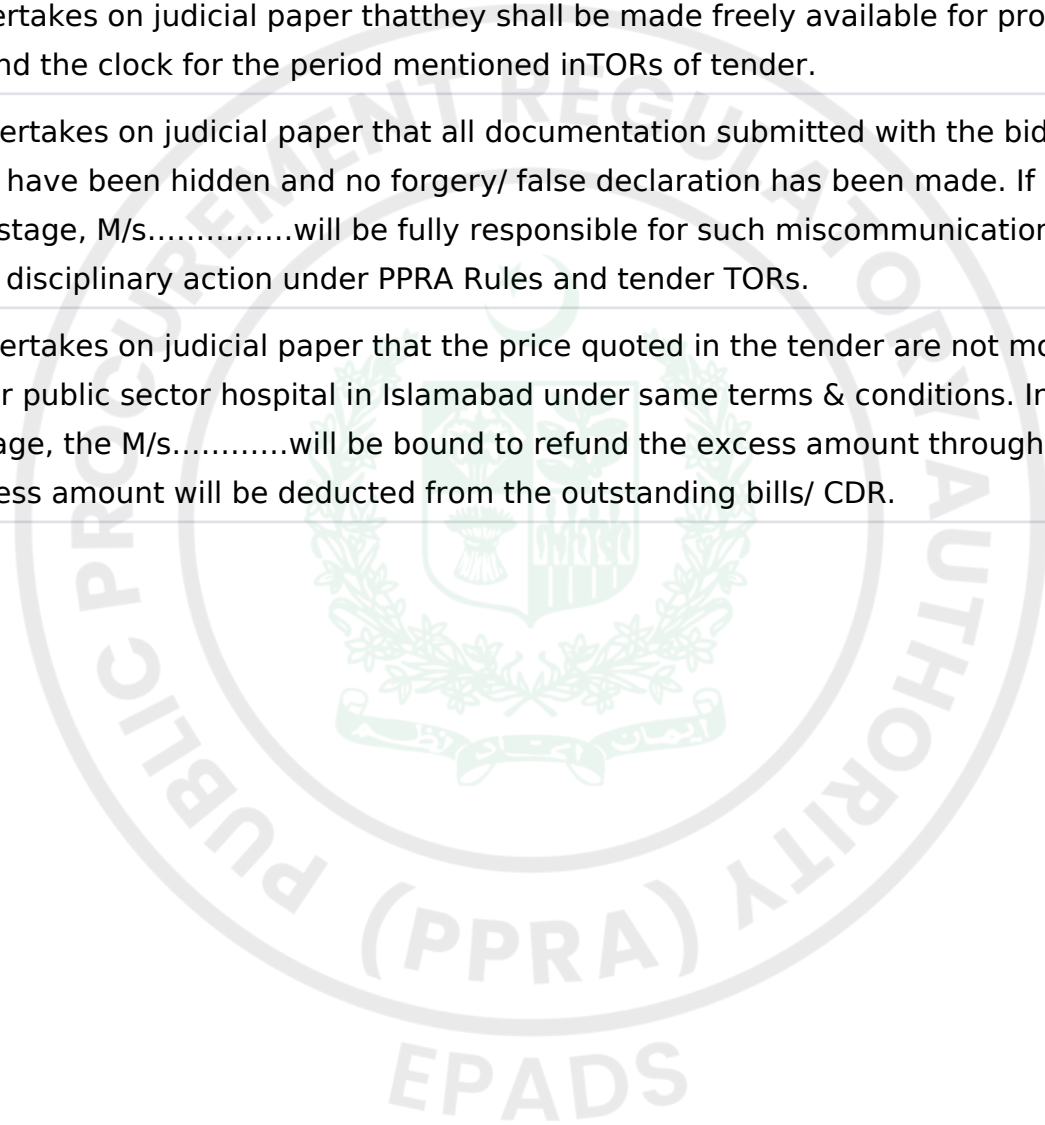 ertakes on judicial paper thatthey shall be made freely available for pro
nd the clock for the period mentioned inTORs of tender.
ertakes on judicial paper that all documentation submitted with the bid
have been hidden and no forgery/ false declaration has been made. If
stage, M/s...............will be fully responsible for such miscommunication
disciplinary action under PPRA Rules and tender TORs.
ertakes on judicial paper that the price quoted in the tender are not mo
r public sector hospital in Islamabad under same terms & conditions. In
age, the M/s............will be bound to refund the excess amount through
ess amount will be deducted from the outstanding bills/ CDR.
PUBLIC PROCUREMENT REGULATORY AUTHORITY
(PPRA)
EPADS